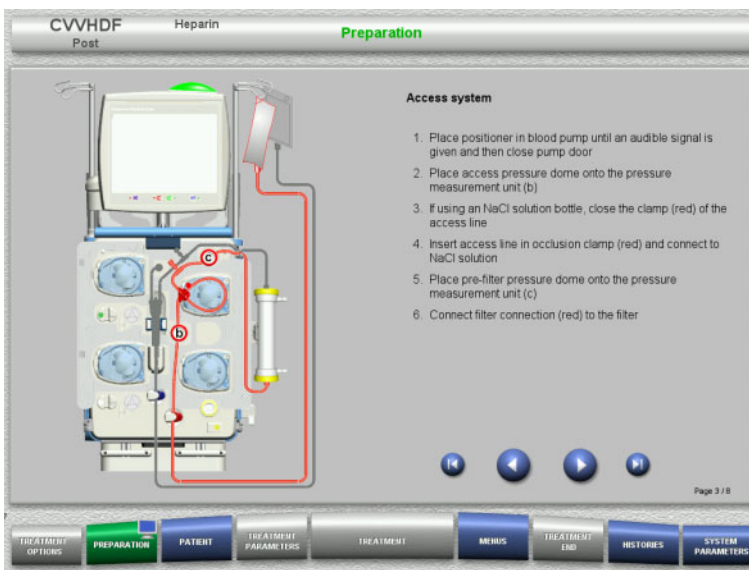 CVVHDF
Heparin
Post
Preparation
Access system
1. Place positioner in blood pump until an audible signal is
given and then close pump door
2. Place access pressure dome onto the pressure
measurement unit (b)
3. If using an NaCl solution bottle, close the clamp (red) of the
access line
4. Insert access line in occlusion clamp (red) and connect to
NaCl solution
5. Place pre-filter pressure dome onto the pressure
measurement unit (c)
6. Connect filter connection (red) to the filter
c
b
Page 3 / 8
TREATMENT
OPTIONS
PREPARATION
PATIENT
TREATMENT
PARAMETERS
TREATMENT
MENUS
TREATMENT
END
HISTORIES
SYSTEM
PARAMETERS